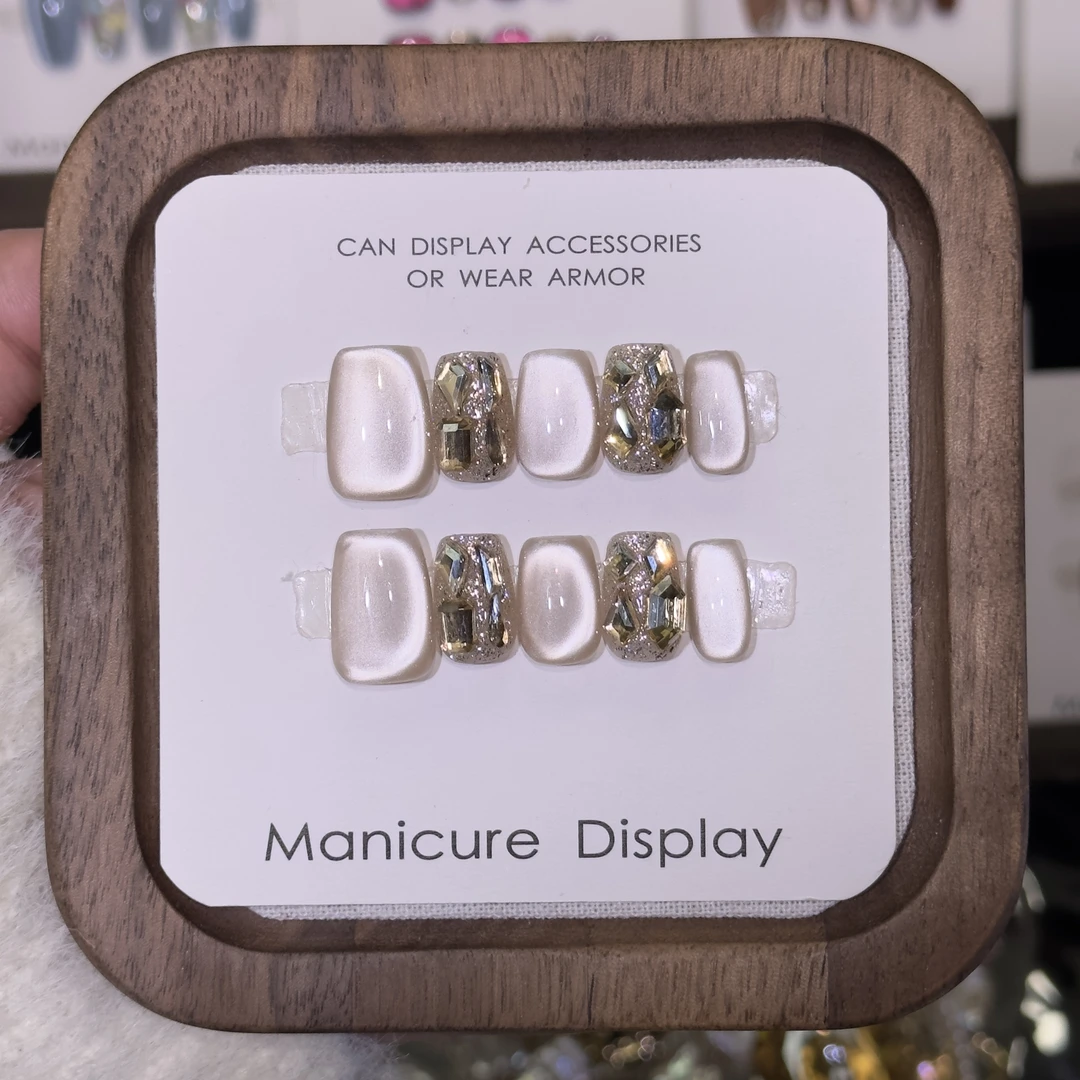 CAN DISPLAY ACCESSORIES
OR WEAR ARMOR
Manicure Display